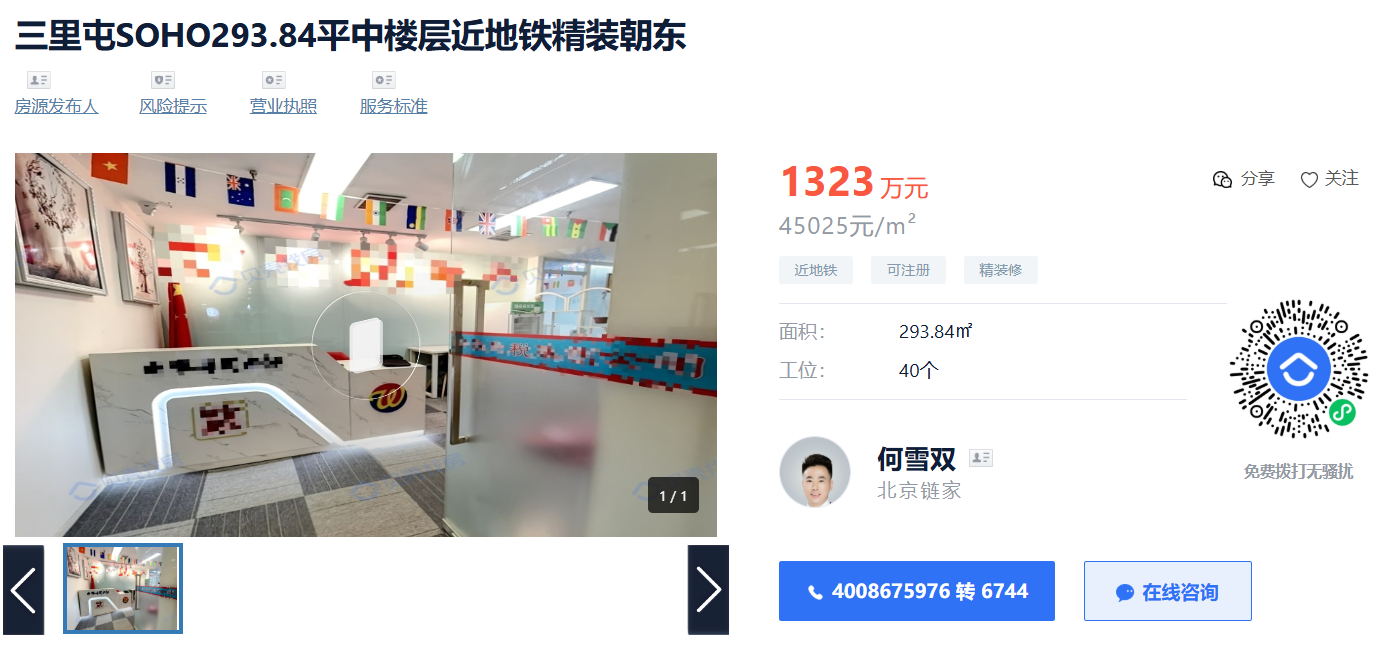 三里屯SOHO293.84平中楼层近地铁精装朝东
房源发布人 风险提示 营业执照 服务标准
1323 万元
分享 关注
45025元/m²
近地铁 可注册 精装修
面积： 293.84㎡
工位： 40个
何雪双
北京链家
免费拨打无骚扰
1 / 1
4008675976 转 6744
在线咨询